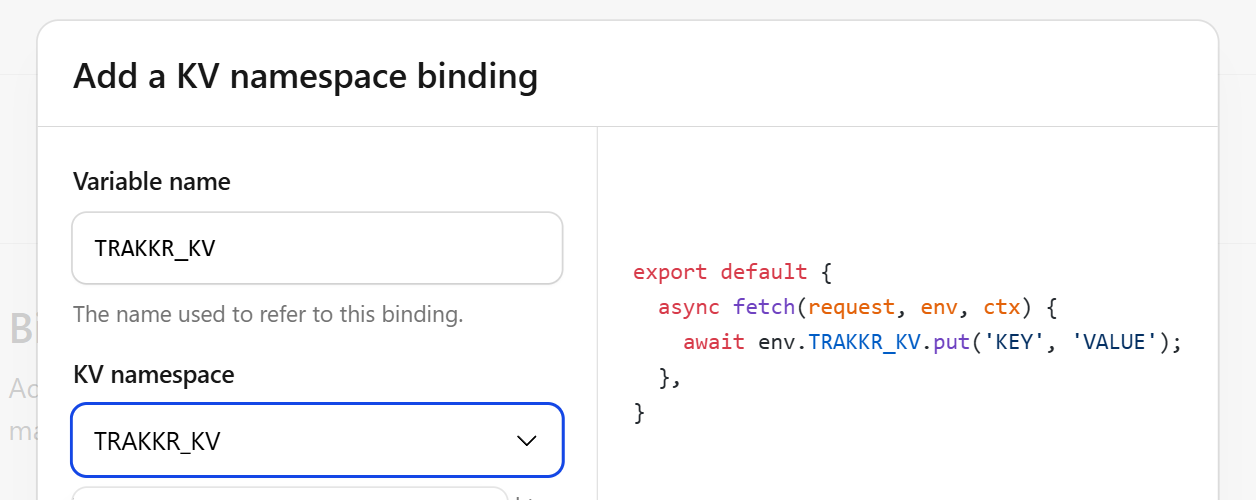 Add a KV namespace binding
Variable name
TRAKKR_KV
The name used to refer to this binding.
KV namespace
TRAKKR_KV
export default {
  async fetch(request, env, ctx) {
    await env.TRAKKR_KV.put('KEY', 'VALUE');
  },
}